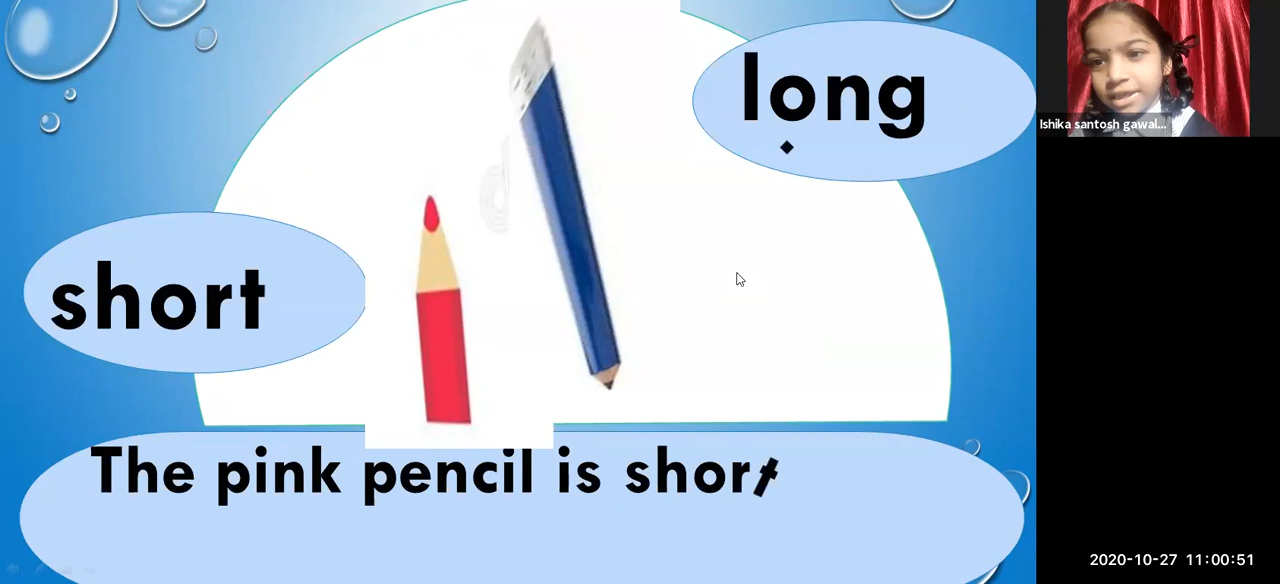 long
short
The pink pencil is short
Ishika santosh gawal...
2020-10-27 11:00:51